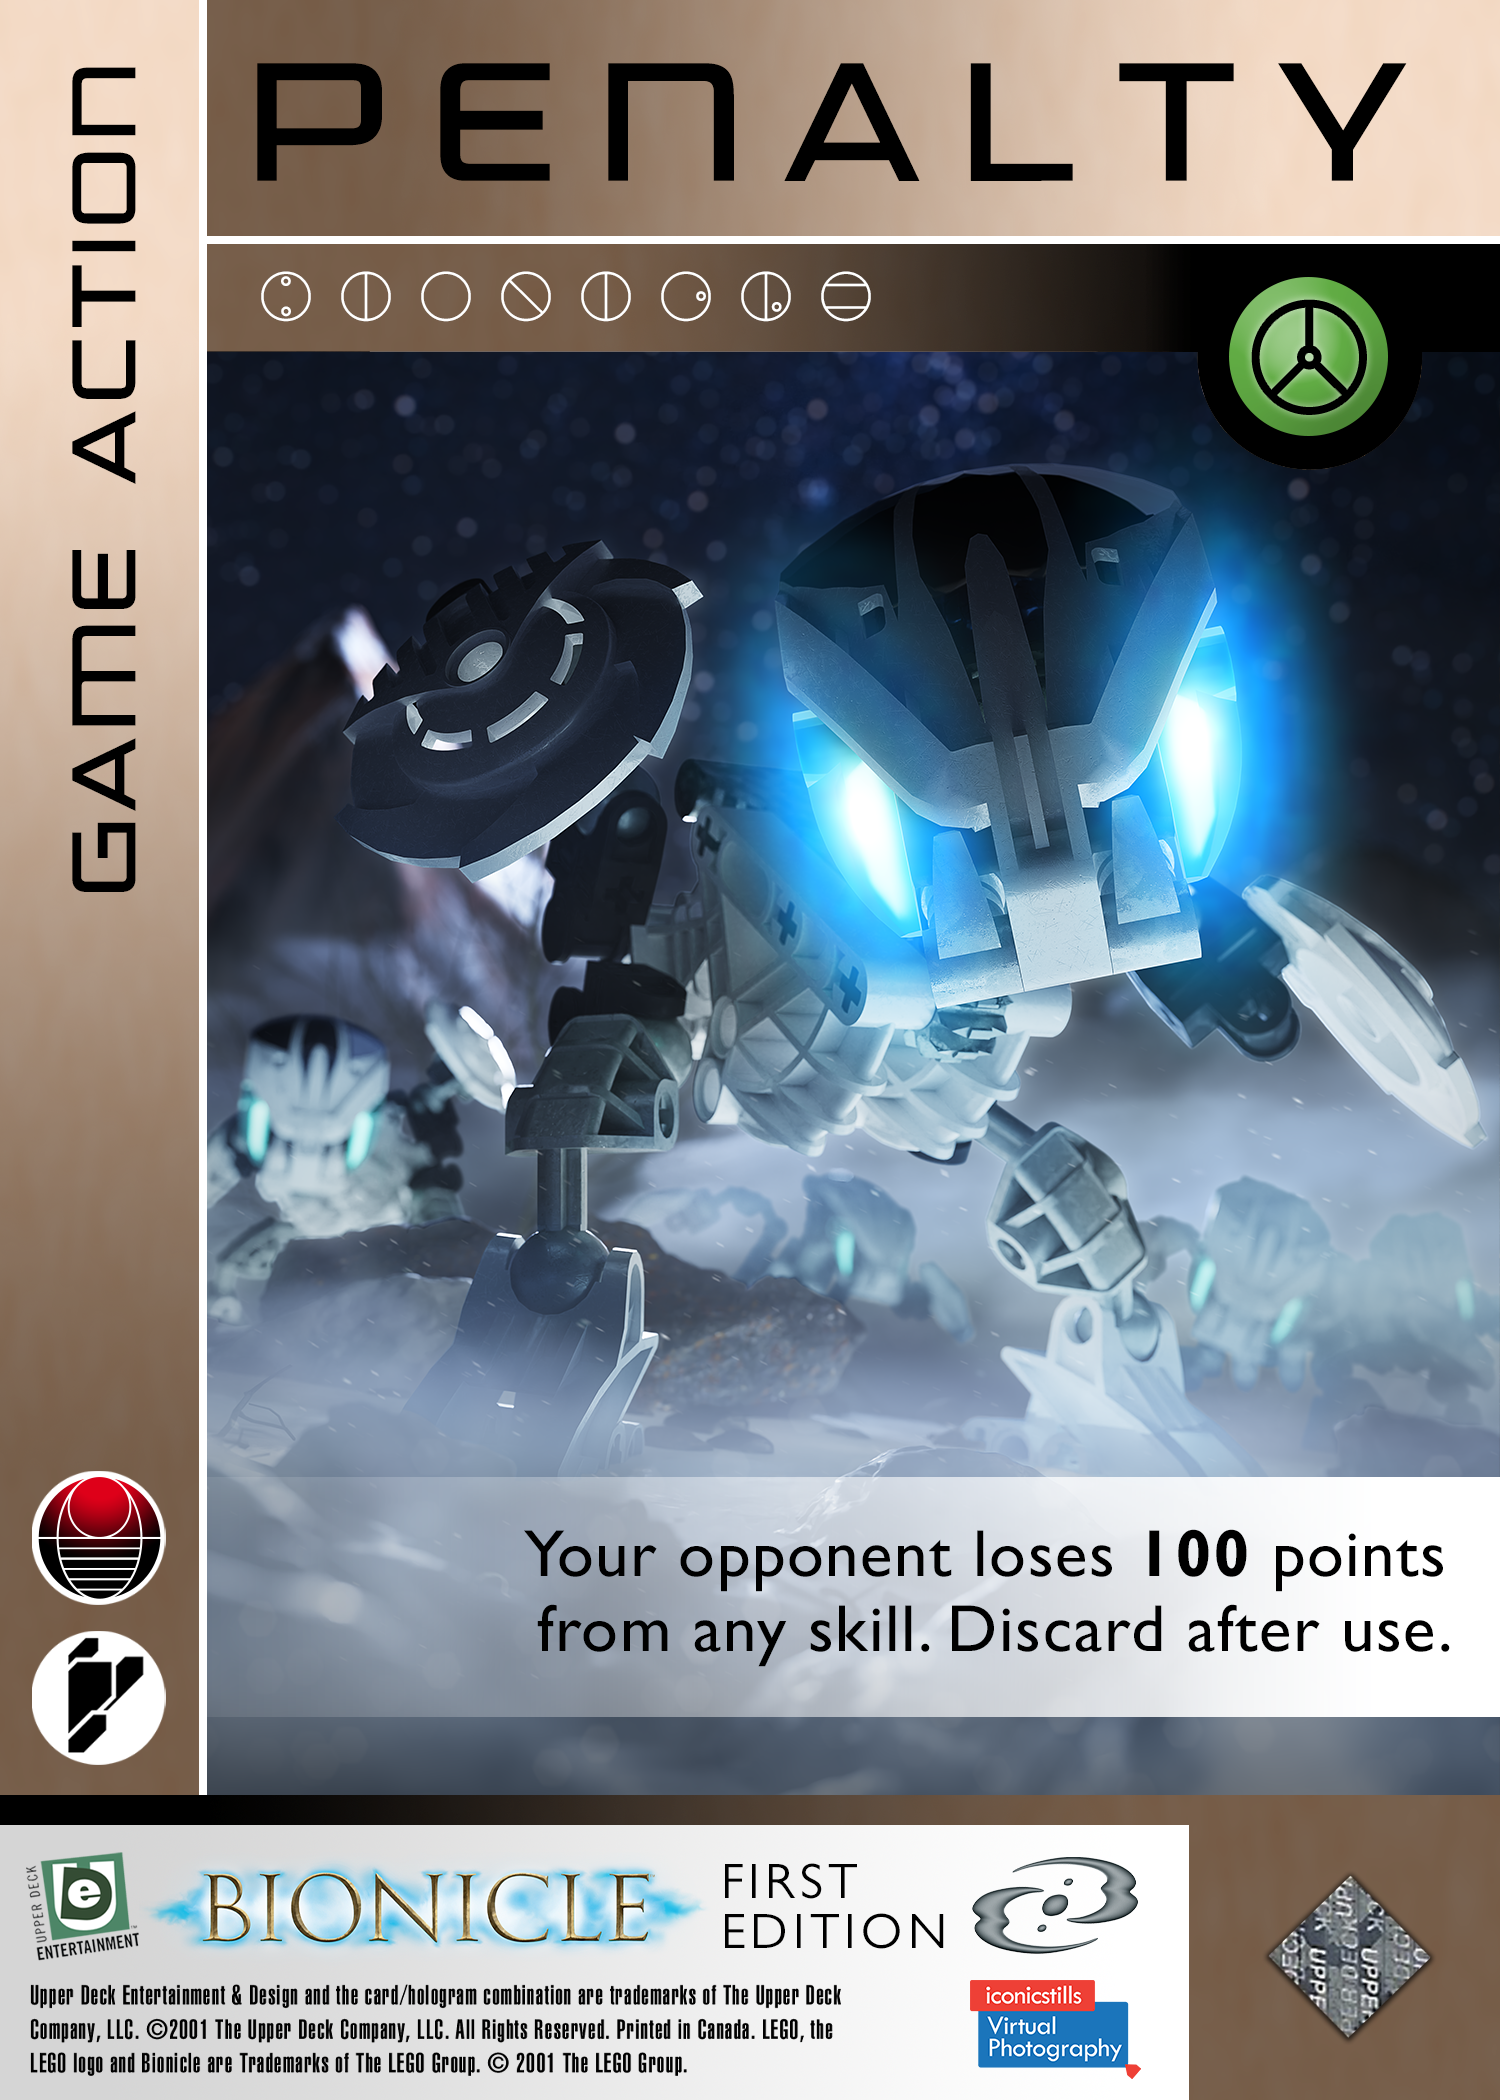 PENALTY
GAME ACTION
Your opponent loses 100 points
from any skill. Discard after use.
UPPER DECK
e
ENTERTAINMENT
BIONICLE
FIRST
EDITION
Upper Deck Entertainment & Design and the card/hologram combination are trademarks of The Upper Deck
Company, LLC. ©2001 The Upper Deck Company, LLC. All Rights Reserved. Printed in Canada. LEGO, the
LEGO logo and Bionicle are Trademarks of The LEGO Group. © 2001 The LEGO Group.
iconicstills
Virtual
Photography